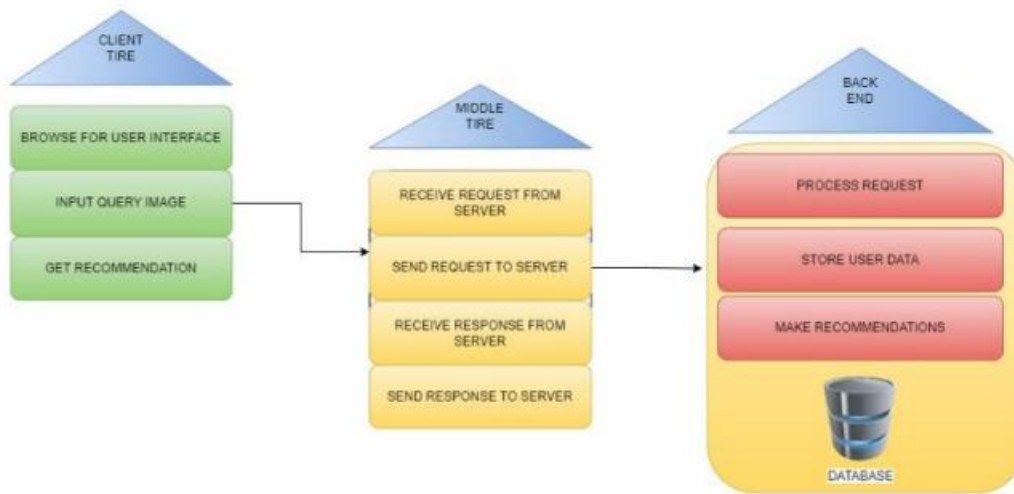 CLIENT
TIRE
BROWSE FOR USER INTERFACE
INPUT QUERY IMAGE
GET RECOMMENDATION
MIDDLE
TIRE
RECEIVE REQUEST FROM
SERVER
SEND REQUEST TO SERVER
RECEIVE RESPONSE FROM
SERVER
SEND RESPONSE TO SERVER
BACK
END
PROCESS REQUEST
STORE USER DATA
MAKE RECOMMENDATIONS
DATABASE